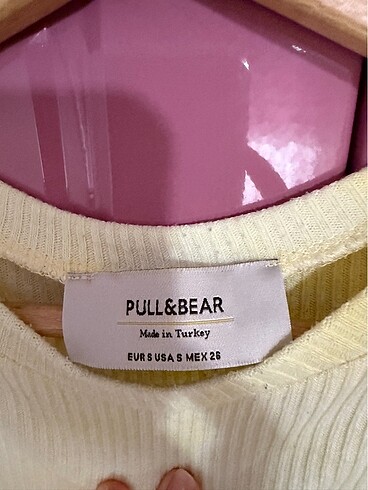 PULL&BEAR
Made in Turkey
EUR S USA S MEX 26